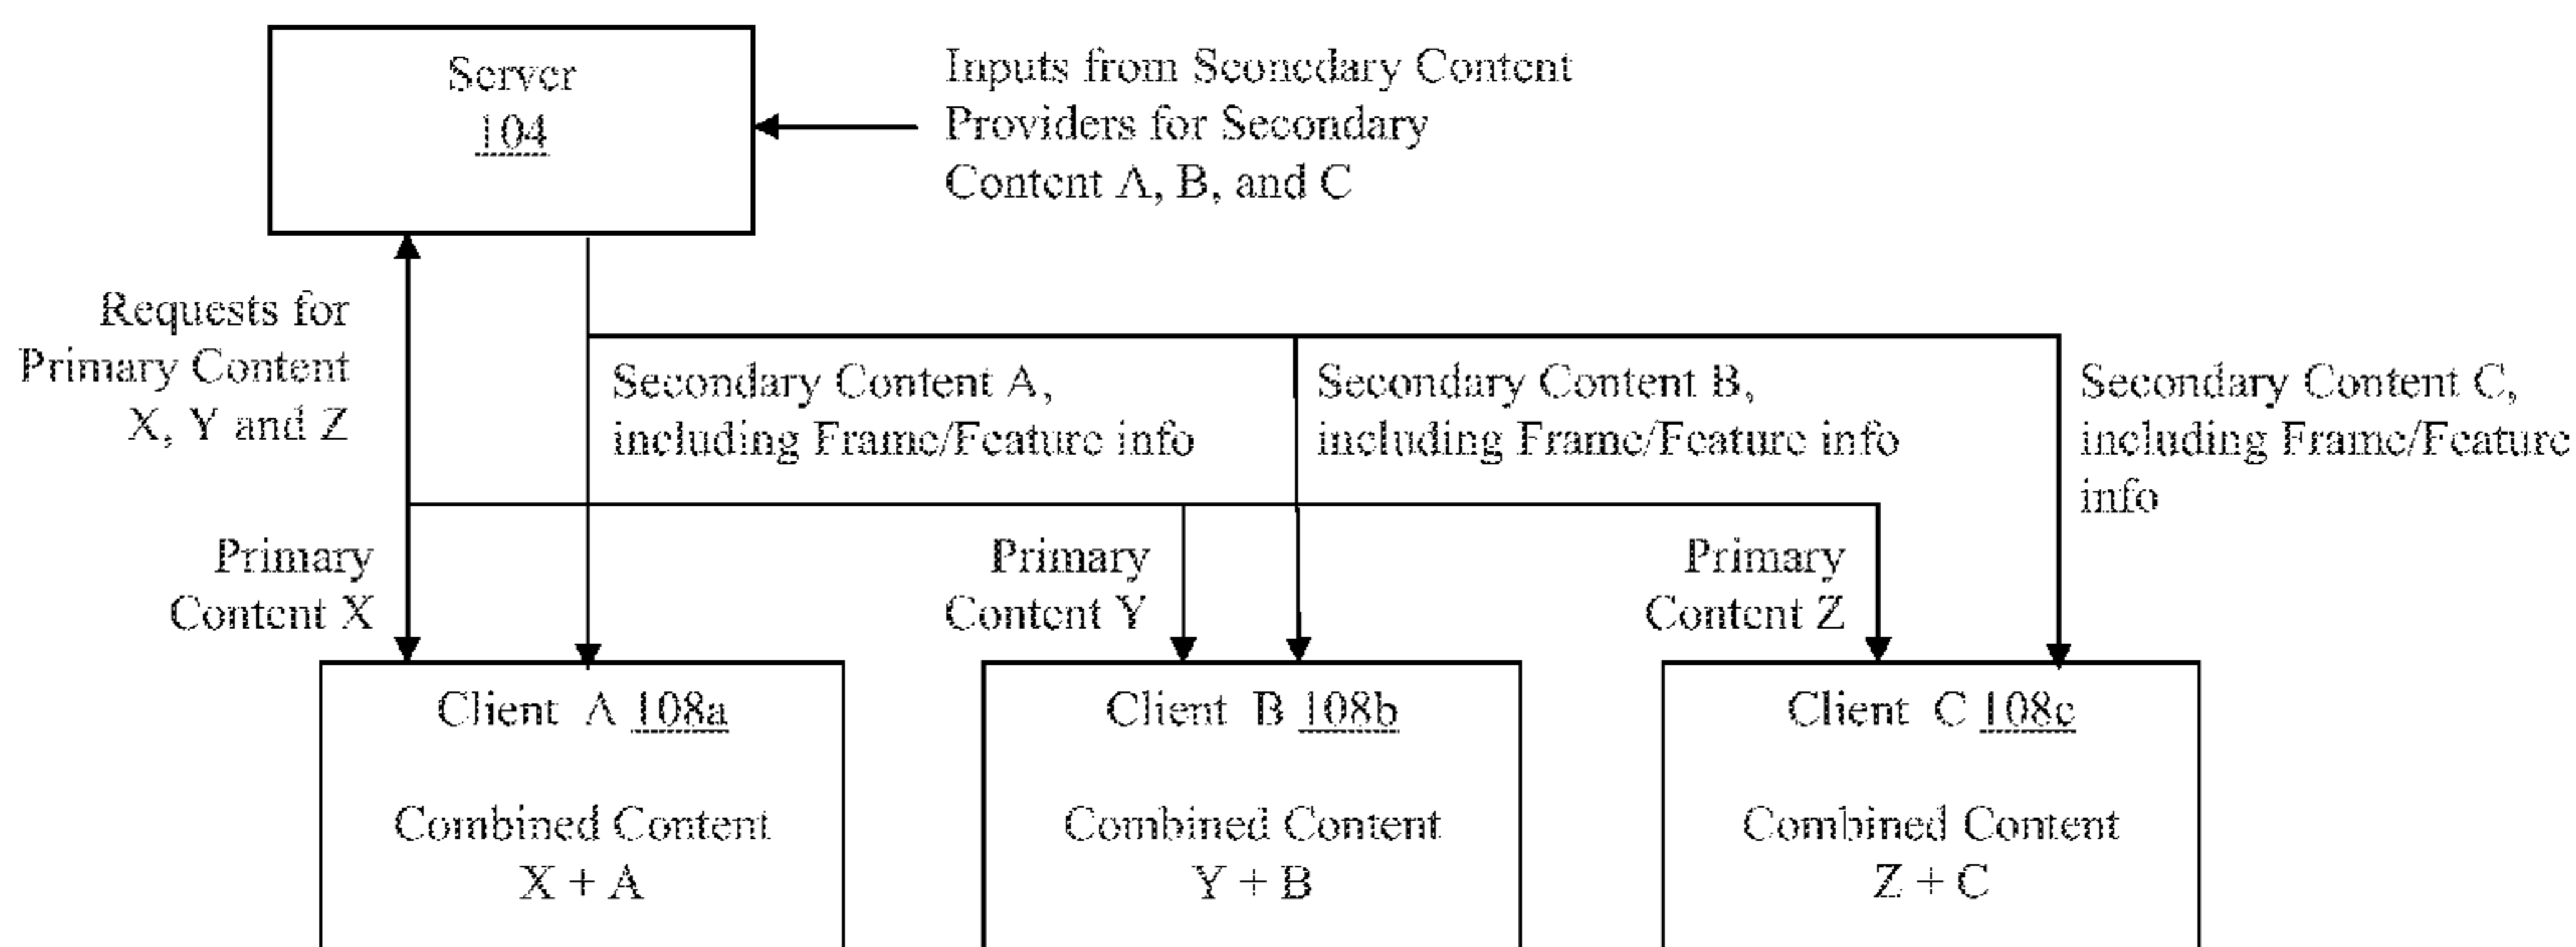 Server
104
Inputs from Sconedary Content
Providers for Secondary
Content A, B, and C
Requests for
Primary Content
X, Y and Z
Secondary Content A,
including Frame/Feature info
Secondary Content B,
including Frame/Feature info
Secondary Content C,
including Frame/Feature
info
Primary
Content X
Primary
Content Y
Primary
Content Z
Client A 108a
Combined Content
X + A
Client B 108b
Combined Content
Y + B
Client C 108c
Combined Content
Z + C